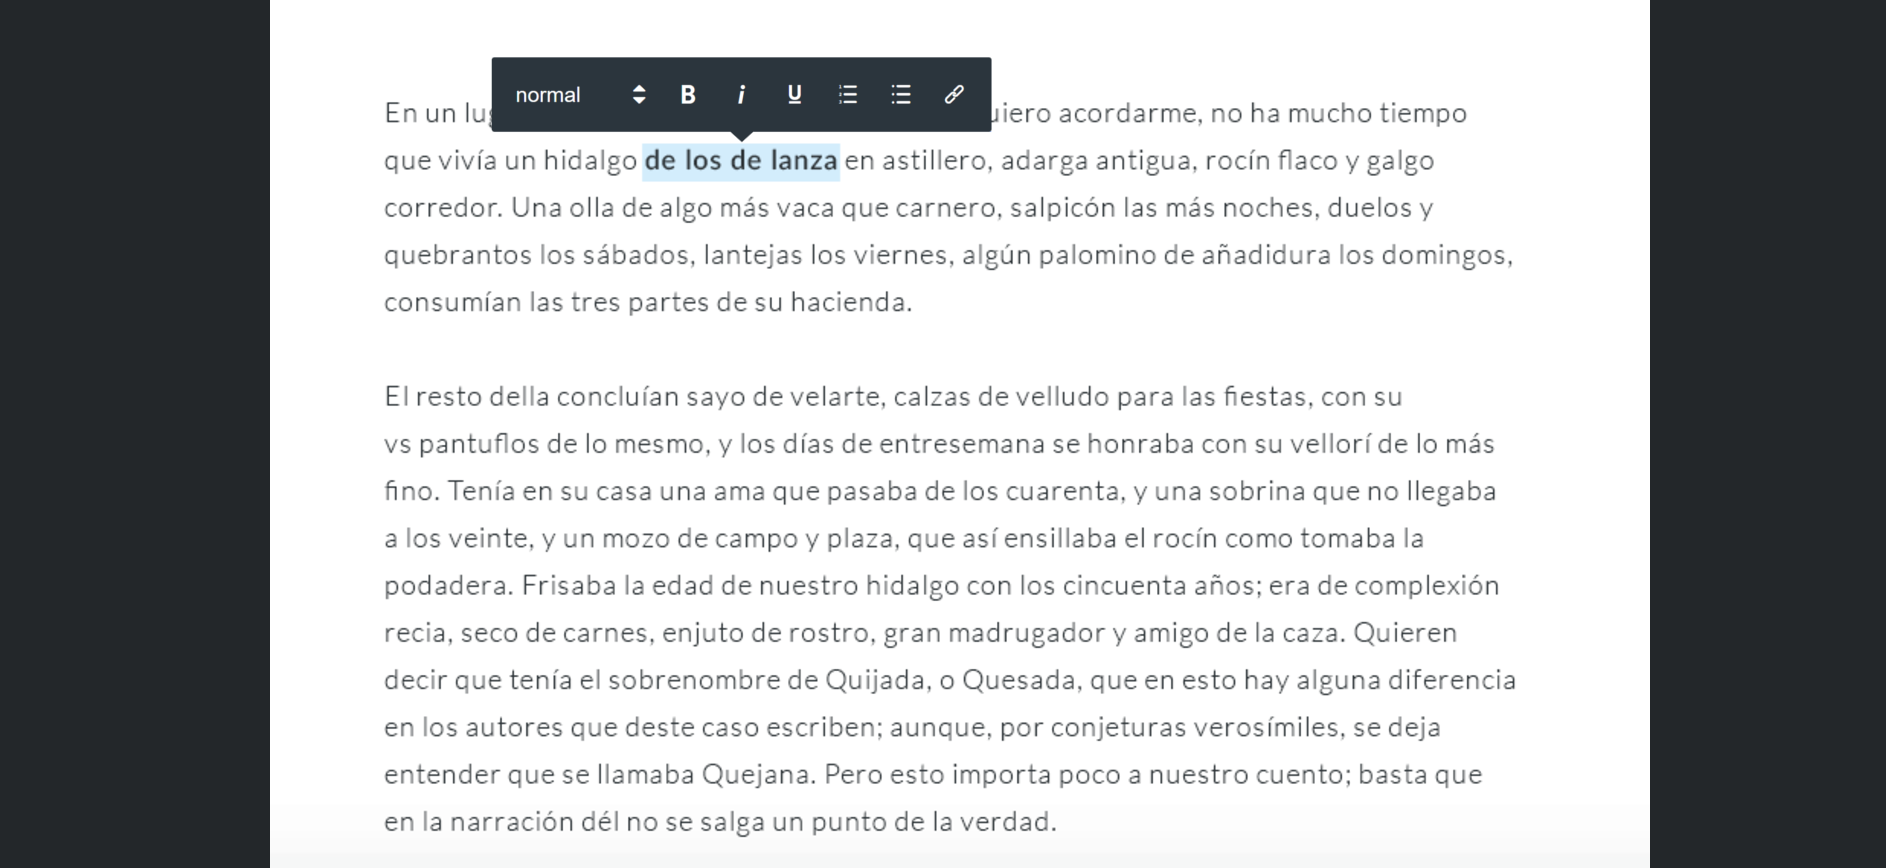 normal B i U
En un lu uiero acordarme, no ha mucho tiempo
que vivía un hidalgo de los de lanza en astillero, adarga antigua, rocín flaco y galgo
corredor. Una olla de algo más vaca que carnero, salpicón las más noches, duelos y
quebrantos los sábados, lantejas los viernes, algún palomino de añadidura los domingos,
consumían las tres partes de su hacienda.
El resto della concluían sayo de velarte, calzas de velludo para las fiestas, con su
vs pantuflos de lo mesmo, y los días de entresemana se honraba con su vellorí de lo más
fino. Tenía en su casa una ama que pasaba de los cuarenta, y una sobrina que no llegaba
a los veinte, y un mozo de campo y plaza, que así ensillaba el rocín como tomaba la
podadera. Frisaba la edad de nuestro hidalgo con los cincuenta años; era de complexión
recia, seco de carnes, enjuto de rostro, gran madrugador y amigo de la caza. Quieren
decir que tenía el sobrenombre de Quijada, o Quesada, que en esto hay alguna diferencia
en los autores que deste caso escriben; aunque, por conjeturas verosímiles, se deja
entender que se llamaba Quejana. Pero esto importa poco a nuestro cuento; basta que
en la narración dél no se salga un punto de la verdad.